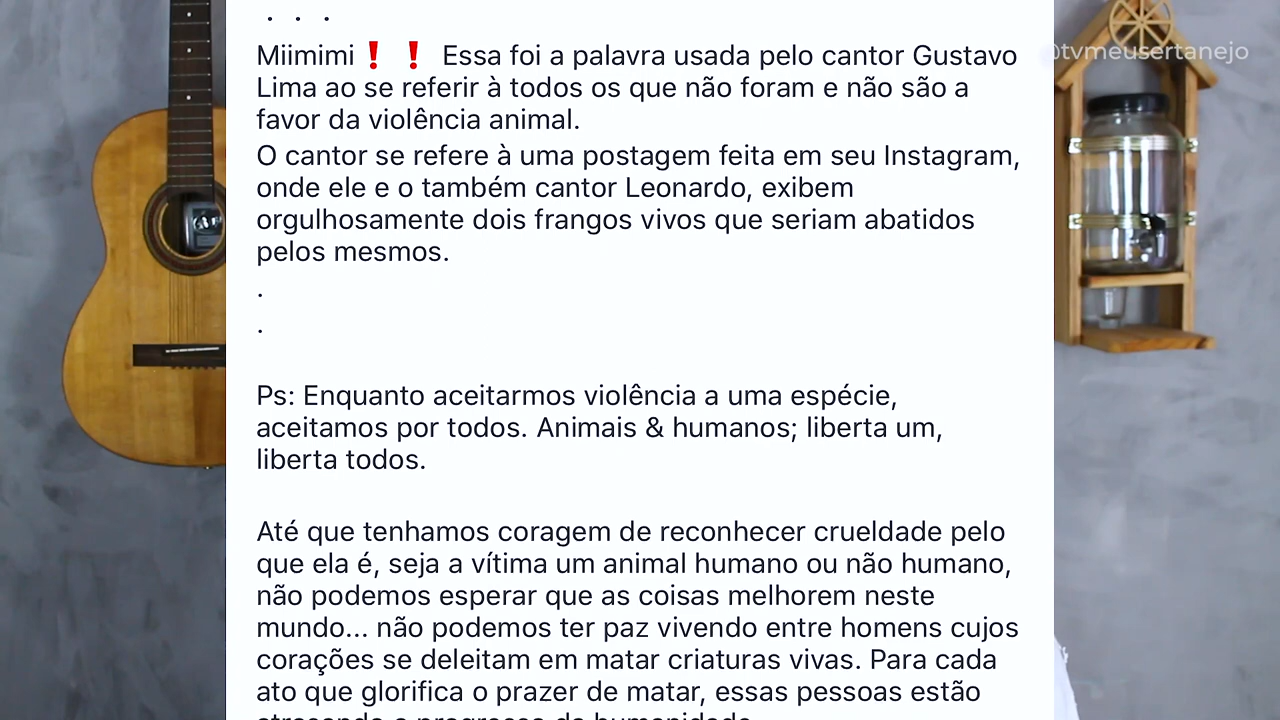 . . .
Miimimi❗❗ Essa foi a palavra usada pelo cantor Gustavo
Lima ao se referir à todos os que não foram e não são a
favor da violência animal.
O cantor se refere à uma postagem feita em seu Instagram,
onde ele e o também cantor Leonardo, exibem
orgulhosamente dois frangos vivos que seriam abatidos
pelos mesmos.
.
.
Ps: Enquanto aceitarmos violência a uma espécie,
aceitamos por todos. Animais & humanos; liberta um,
liberta todos.
Até que tenhamos coragem de reconhecer crueldade pelo
que ela é, seja a vítima um animal humano ou não humano,
não podemos esperar que as coisas melhorem neste
mundo... não podemos ter paz vivendo entre homens cujos
corações se deleitam em matar criaturas vivas. Para cada
ato que glorifica o prazer de matar, essas pessoas estão
atrasando o progresso da humanidade.
@tvmeusertanejo